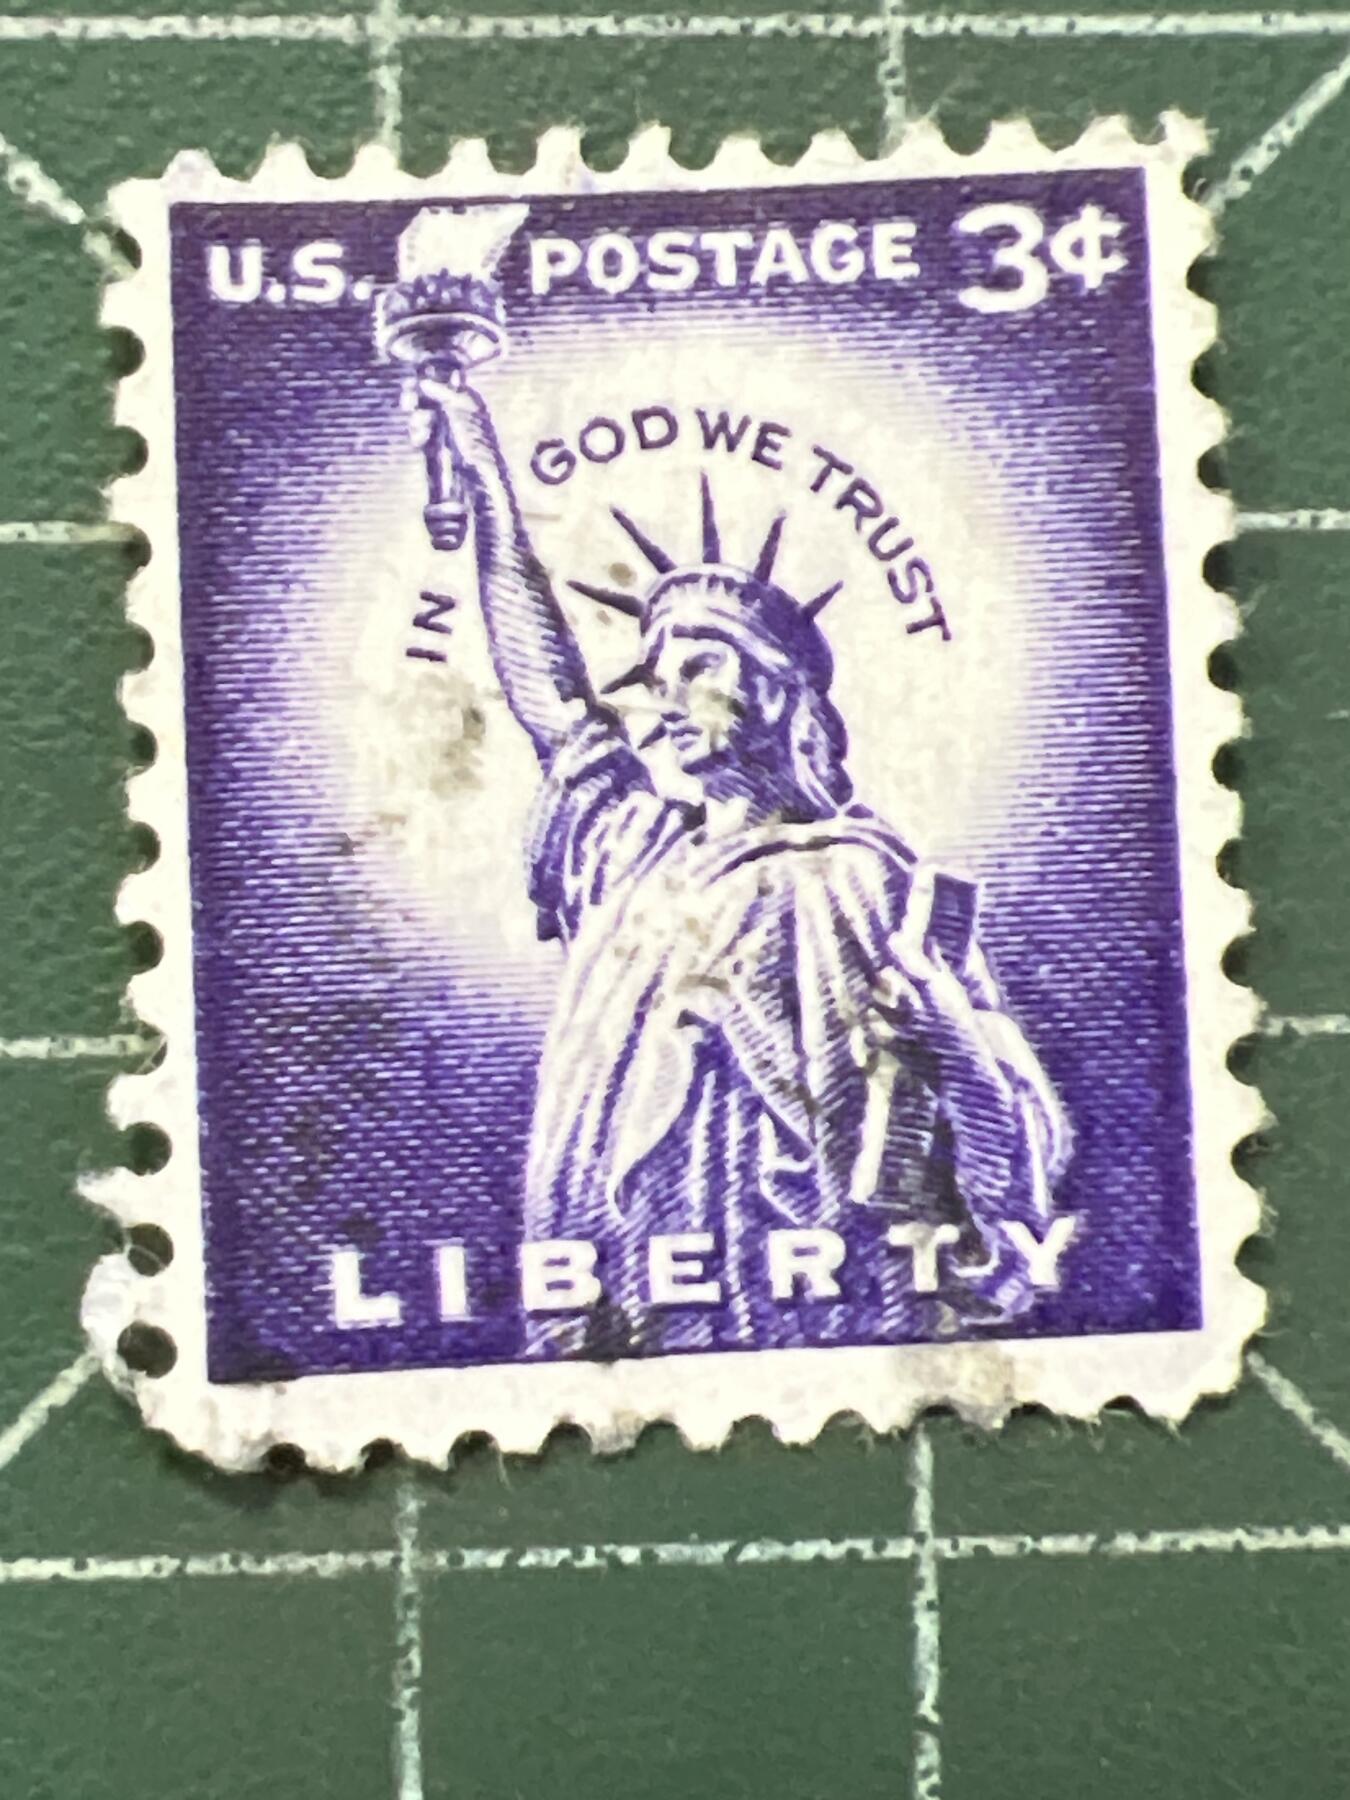 U.S. POSTAGE 3¢
IN GOD WE TRUST
LIBERTY